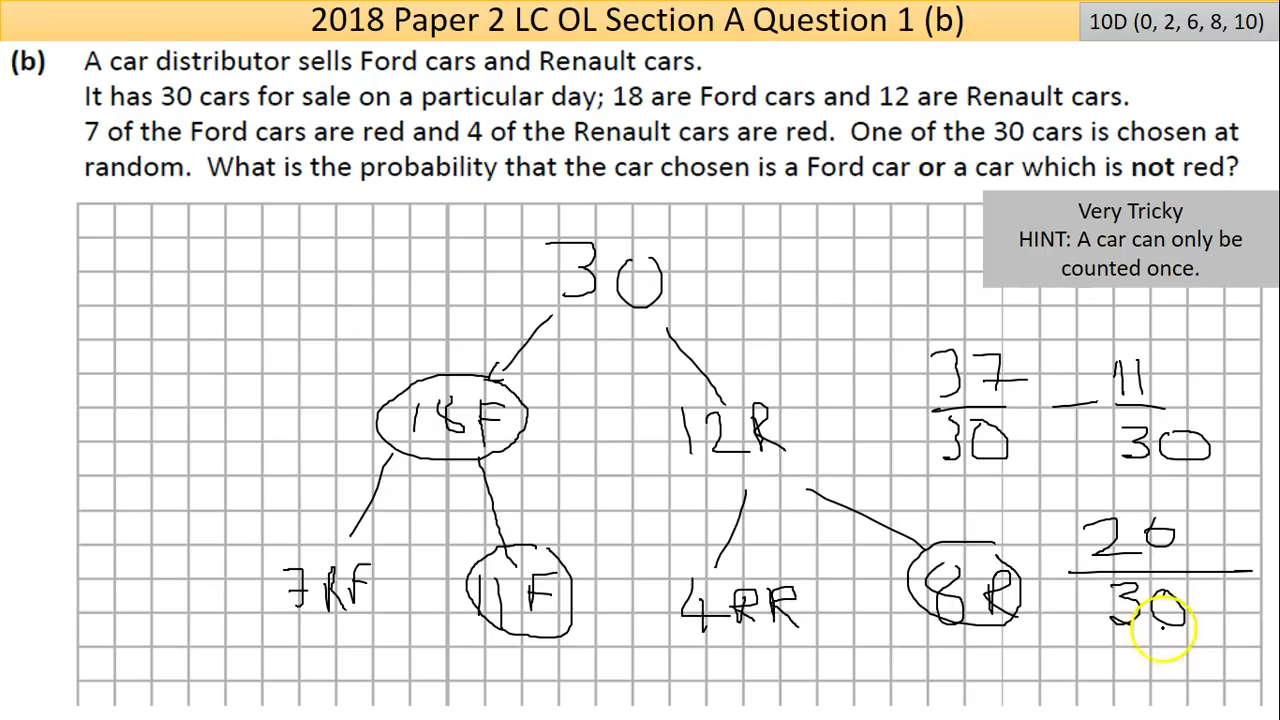 2018 Paper 2 LC OL Section A Question 1 (b)
10D (0, 2, 6, 8, 10)
(b) A car distributor sells Ford cars and Renault cars.
It has 30 cars for sale on a particular day; 18 are Ford cars and 12 are Renault cars.
7 of the Ford cars are red and 4 of the Renault cars are red. One of the 30 cars is chosen at
random. What is the probability that the car chosen is a Ford car or a car which is not red?
Very Tricky
HINT: A car can only be
counted once.
30
18F 12R
37 — 11
30 30
7RF 11F 4RR 8R
26
30